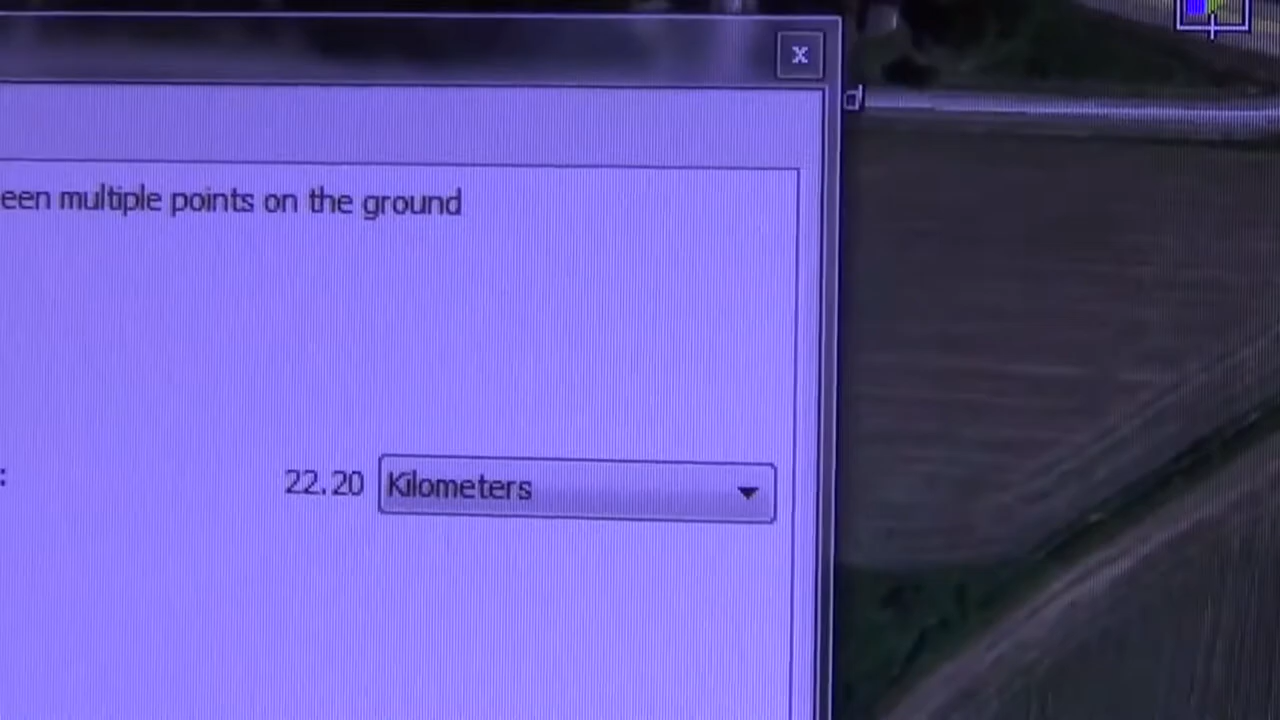 x
d
een multiple points on the ground
: 22.20 Kilometers